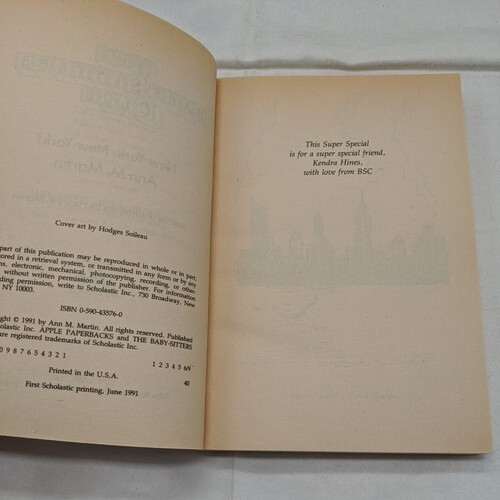 Cover art by Hodges Soileau
part of this publication may be reproduced in whole or in part,
ored in a retrieval system, or transmitted in any form or by any
ns, electronic, mechanical, photocopying, recording, or other-
without written permission of the publisher. For information
ding permission, write to Scholastic Inc., 730 Broadway, New
NY 10003.
ISBN 0-590-43576-0
ght © 1991 by Ann M. Martin. All rights reserved. Published
olastic Inc. APPLE PAPERBACKS and THE BABY-SITTERS
are registered trademarks of Scholastic Inc.
0 9 8 7 6 5 4 3 2 1 1 2 3 4 5 6/9
Printed in the U.S.A. 40
First Scholastic printing, June 1991
This Super Special
is for a super special friend,
Kendra Hines,
with love from BSC